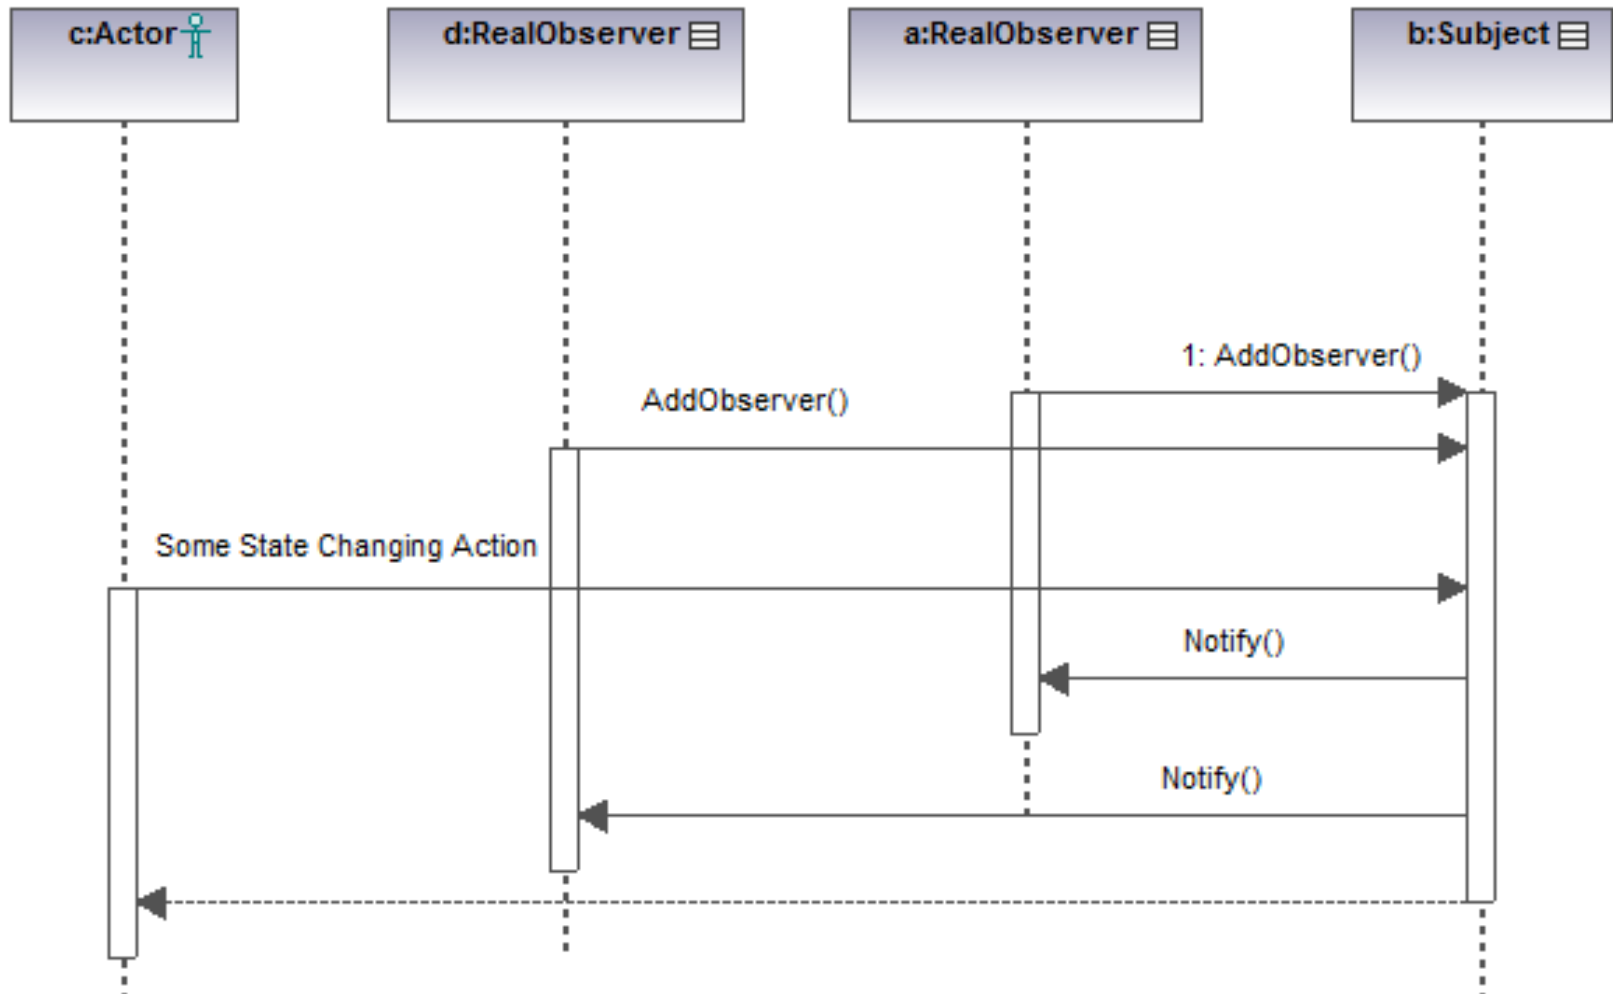 c:Actor
d:RealObserver
a:RealObserver
b:Subject
1: AddObserver()
AddObserver()
Some State Changing Action
Notify()
Notify()